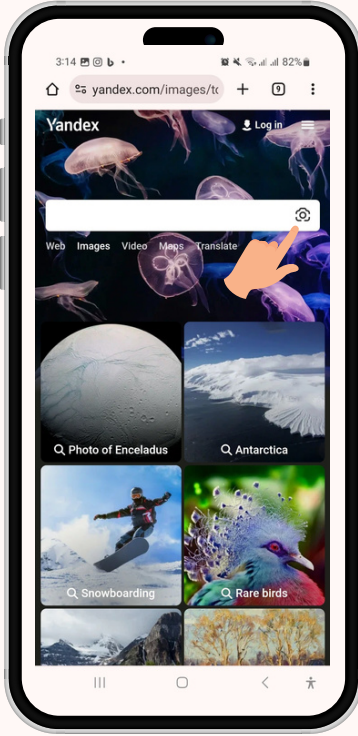 3:14
82%
yandex.com/images/to
9
Yandex
Log in
Web Images Video Maps Translate
Photo of Enceladus
Antarctica
Snowboarding
Rare birds